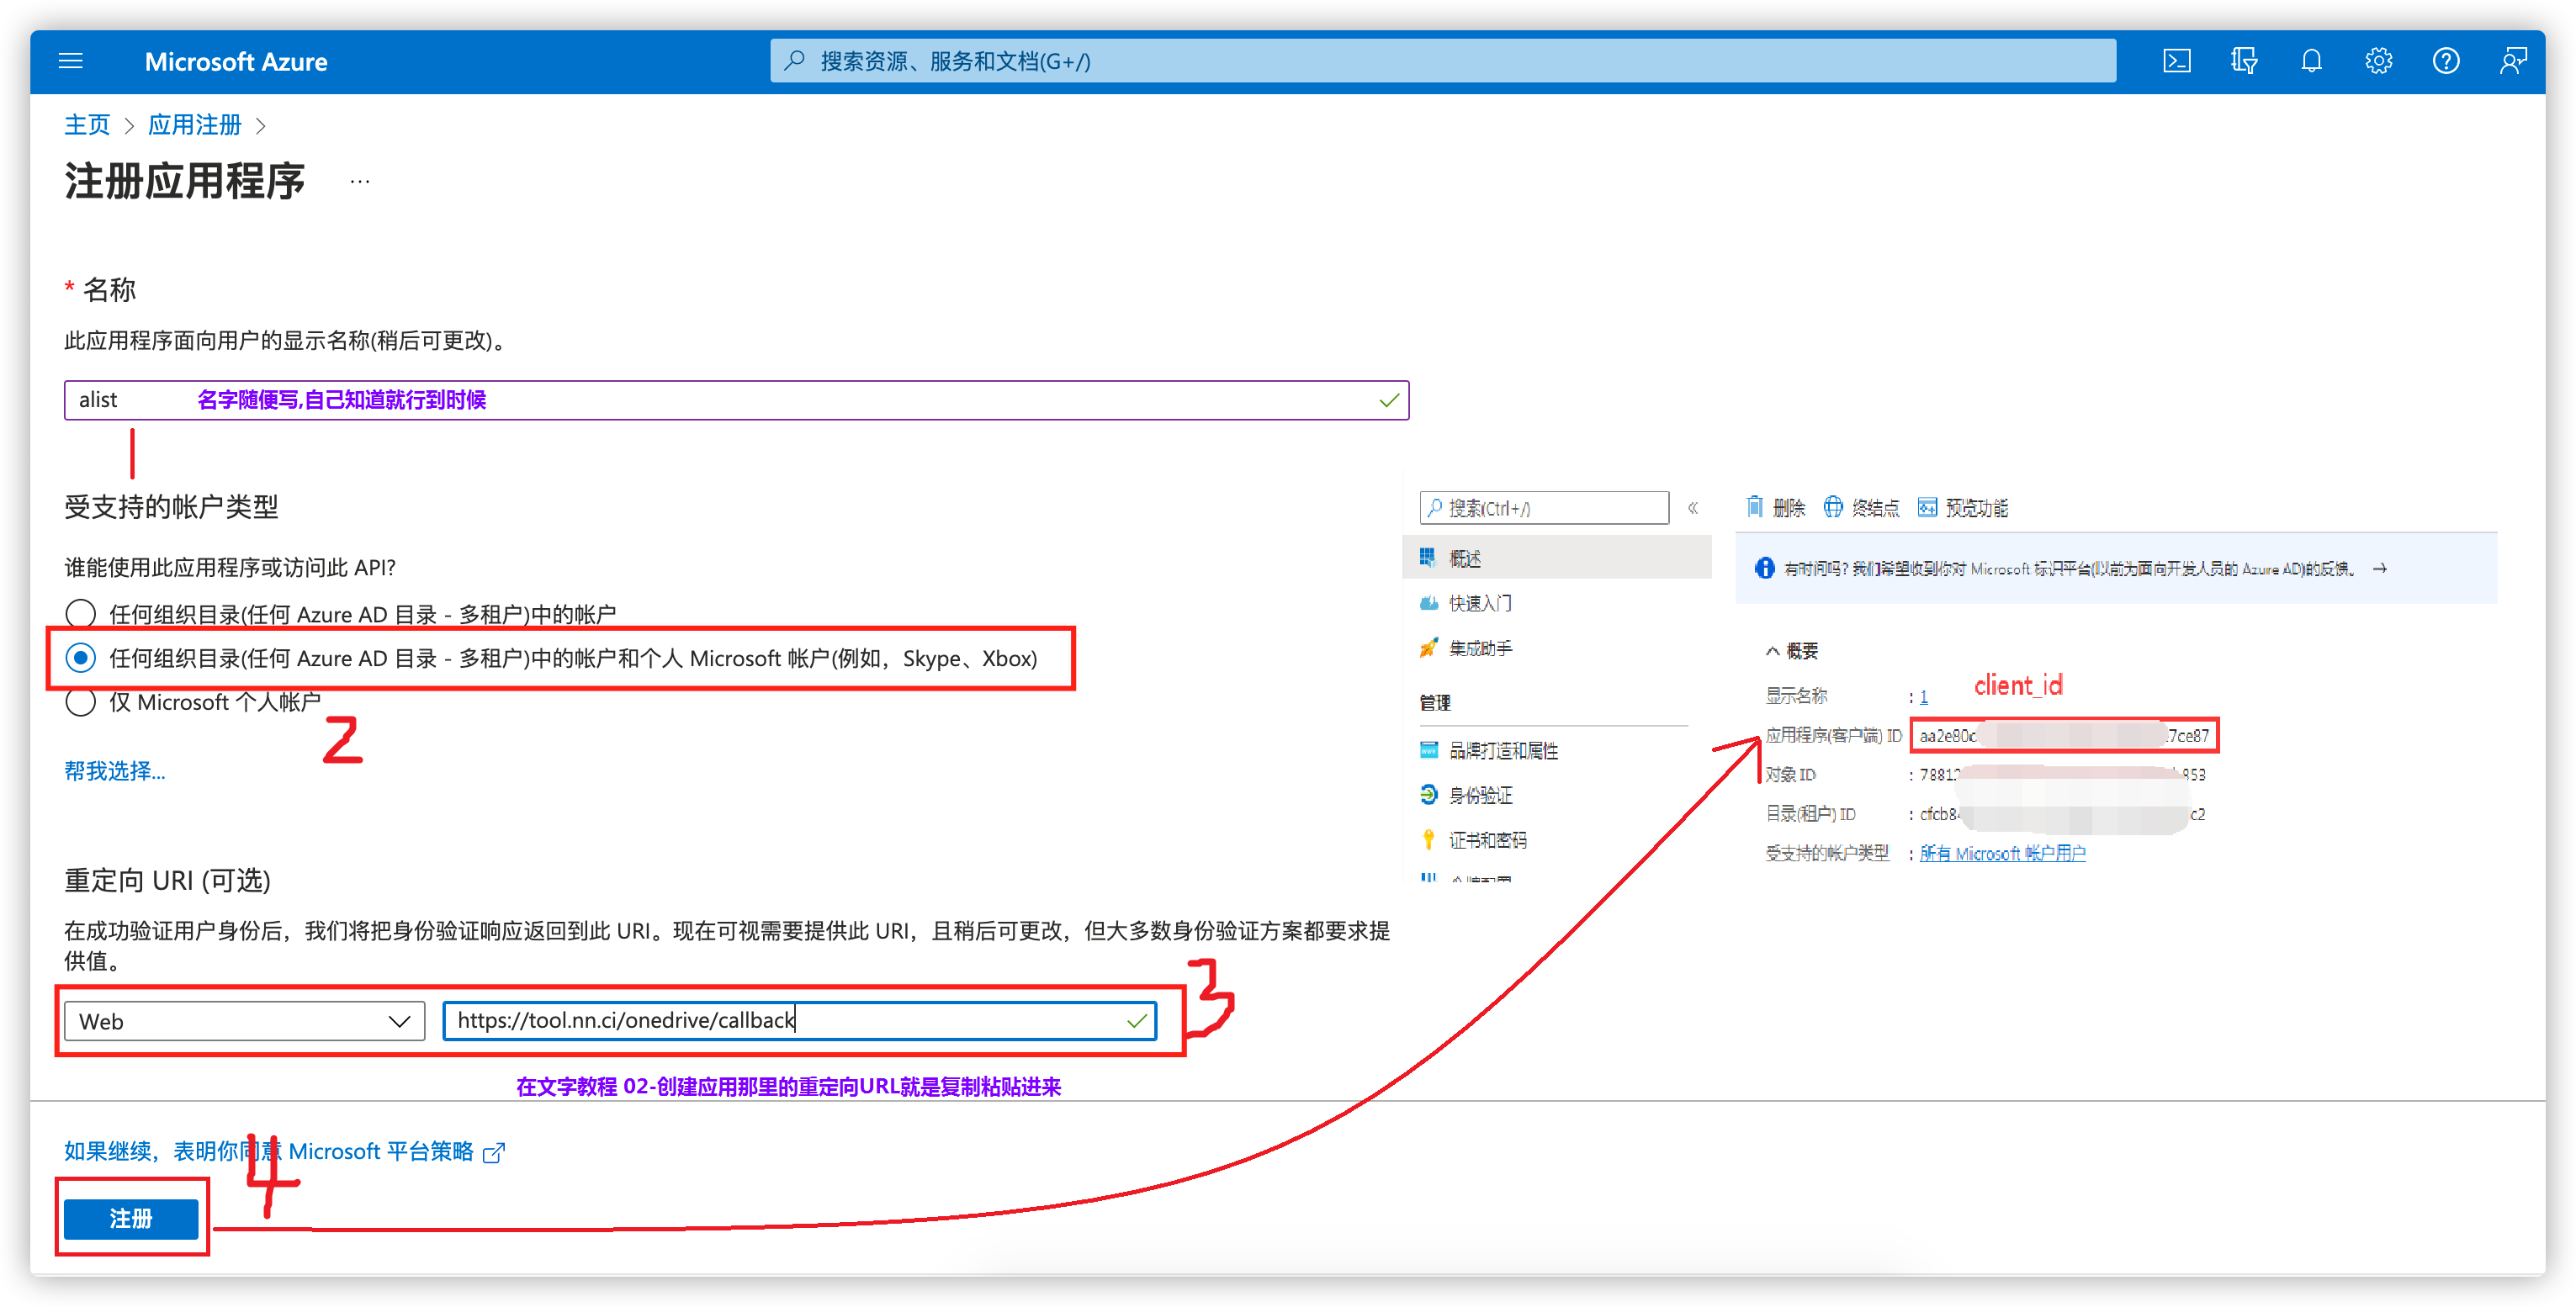 Microsoft Azure
搜索资源、服务和文档(G+/)
主页 > 应用注册 >
注册应用程序 ...
* 名称
此应用程序面向用户的显示名称(稍后可更改)。
alist 名字随便写,自己知道就行到时候
1
受支持的帐户类型
谁能使用此应用程序或访问此 API?
任何组织目录(任何 Azure AD 目录 - 多租户)中的帐户
任何组织目录(任何 Azure AD 目录 - 多租户)中的帐户和个人 Microsoft 帐户(例如，Skype、Xbox)
仅 Microsoft 个人帐户
2
帮我选择...
重定向 URI (可选)
在成功验证用户身份后，我们将把身份验证响应返回到此 URI。现在可视需要提供此 URI，且稍后可更改，但大多数身份验证方案都要求提
供值。
3
Web https://tool.nn.ci/onedrive/callback
在文字教程 02-创建应用那里的重定向URL就是复制粘贴进来
如果继续，表明你同意 Microsoft 平台策略
4
注册
搜索(Ctrl+/) «
概述
快速入门
集成助手
管理
品牌打造和属性
身份验证
证书和密码
删除 终结点 预览功能
有时间吗? 我们希望收到你对 Microsoft 标识平台(以前为面向开发人员的 Azure AD)的反馈。 →
概要
client_id
显示名称 : 1
应用程序(客户端) ID aa2e80c 7ce87
对象 ID : 7881 853
目录(租户) ID : cfcb8 c2
受支持的帐户类型 : 所有 Microsoft 帐户用户